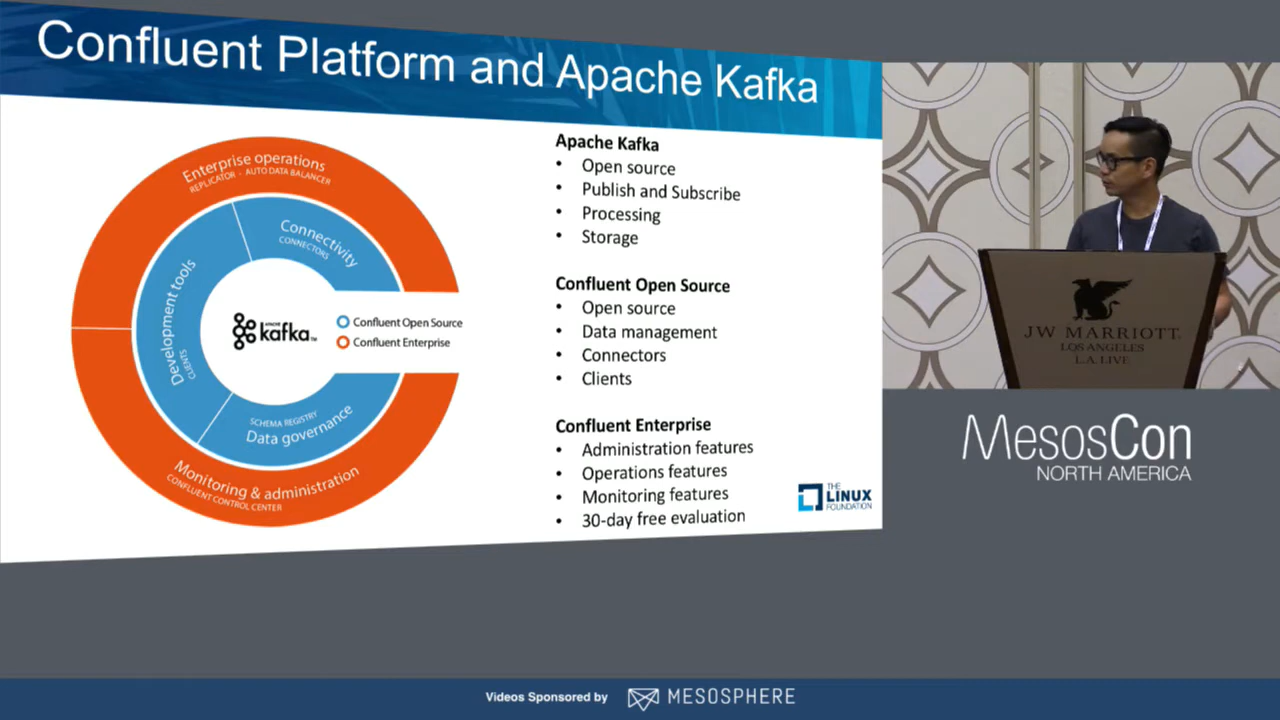 Confluent Platform and Apache Kafka
Enterprise operations
REPLICATOR - AUTO DATA BALANCER
Connectivity
CONNECTORS
Development tools
CLIENTS
APACHE
kafka™
Confluent Open Source
Confluent Enterprise
SCHEMA REGISTRY
Data governance
Monitoring & administration
CONFLUENT CONTROL CENTER
Apache Kafka
• Open source
• Publish and Subscribe
• Processing
• Storage
Confluent Open Source
• Open source
• Data management
• Connectors
• Clients
Confluent Enterprise
• Administration features
• Operations features
• Monitoring features
• 30-day free evaluation
THE
LINUX
FOUNDATION
JW MARRIOTT.
LOS ANGELES
L.A. LIVE
MesosCon
NORTH AMERICA
Videos Sponsored by
MESOSPHERE